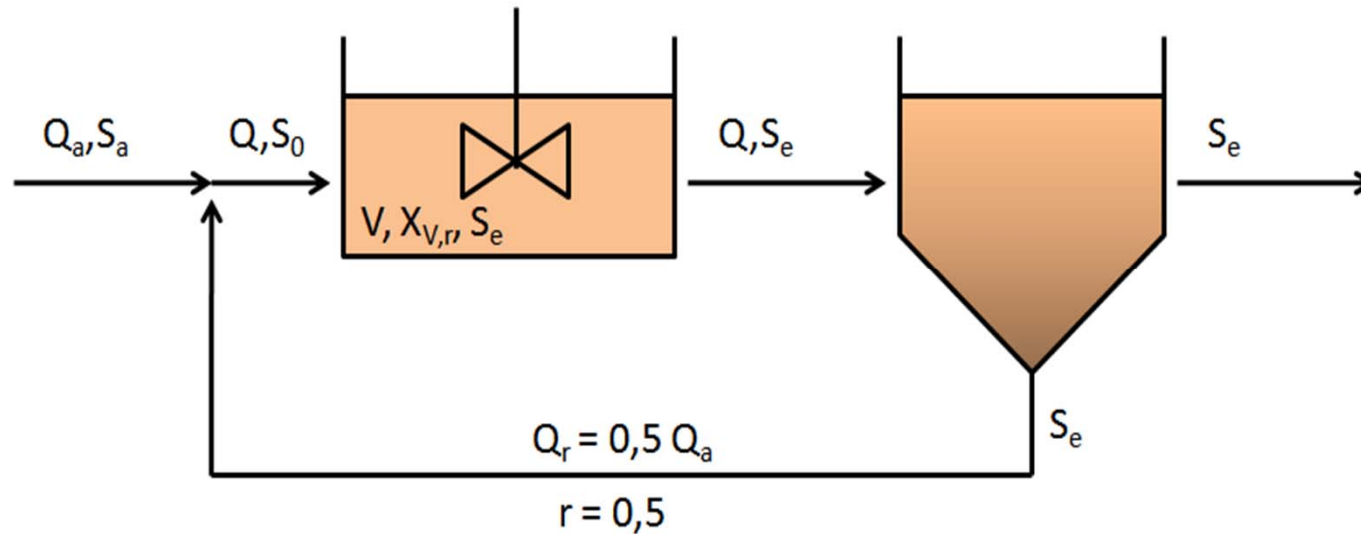 Qa,Sa
Q,S0
Q,Se
Se
V, XV,r, Se
Se
Qr = 0,5 Qa
r = 0,5